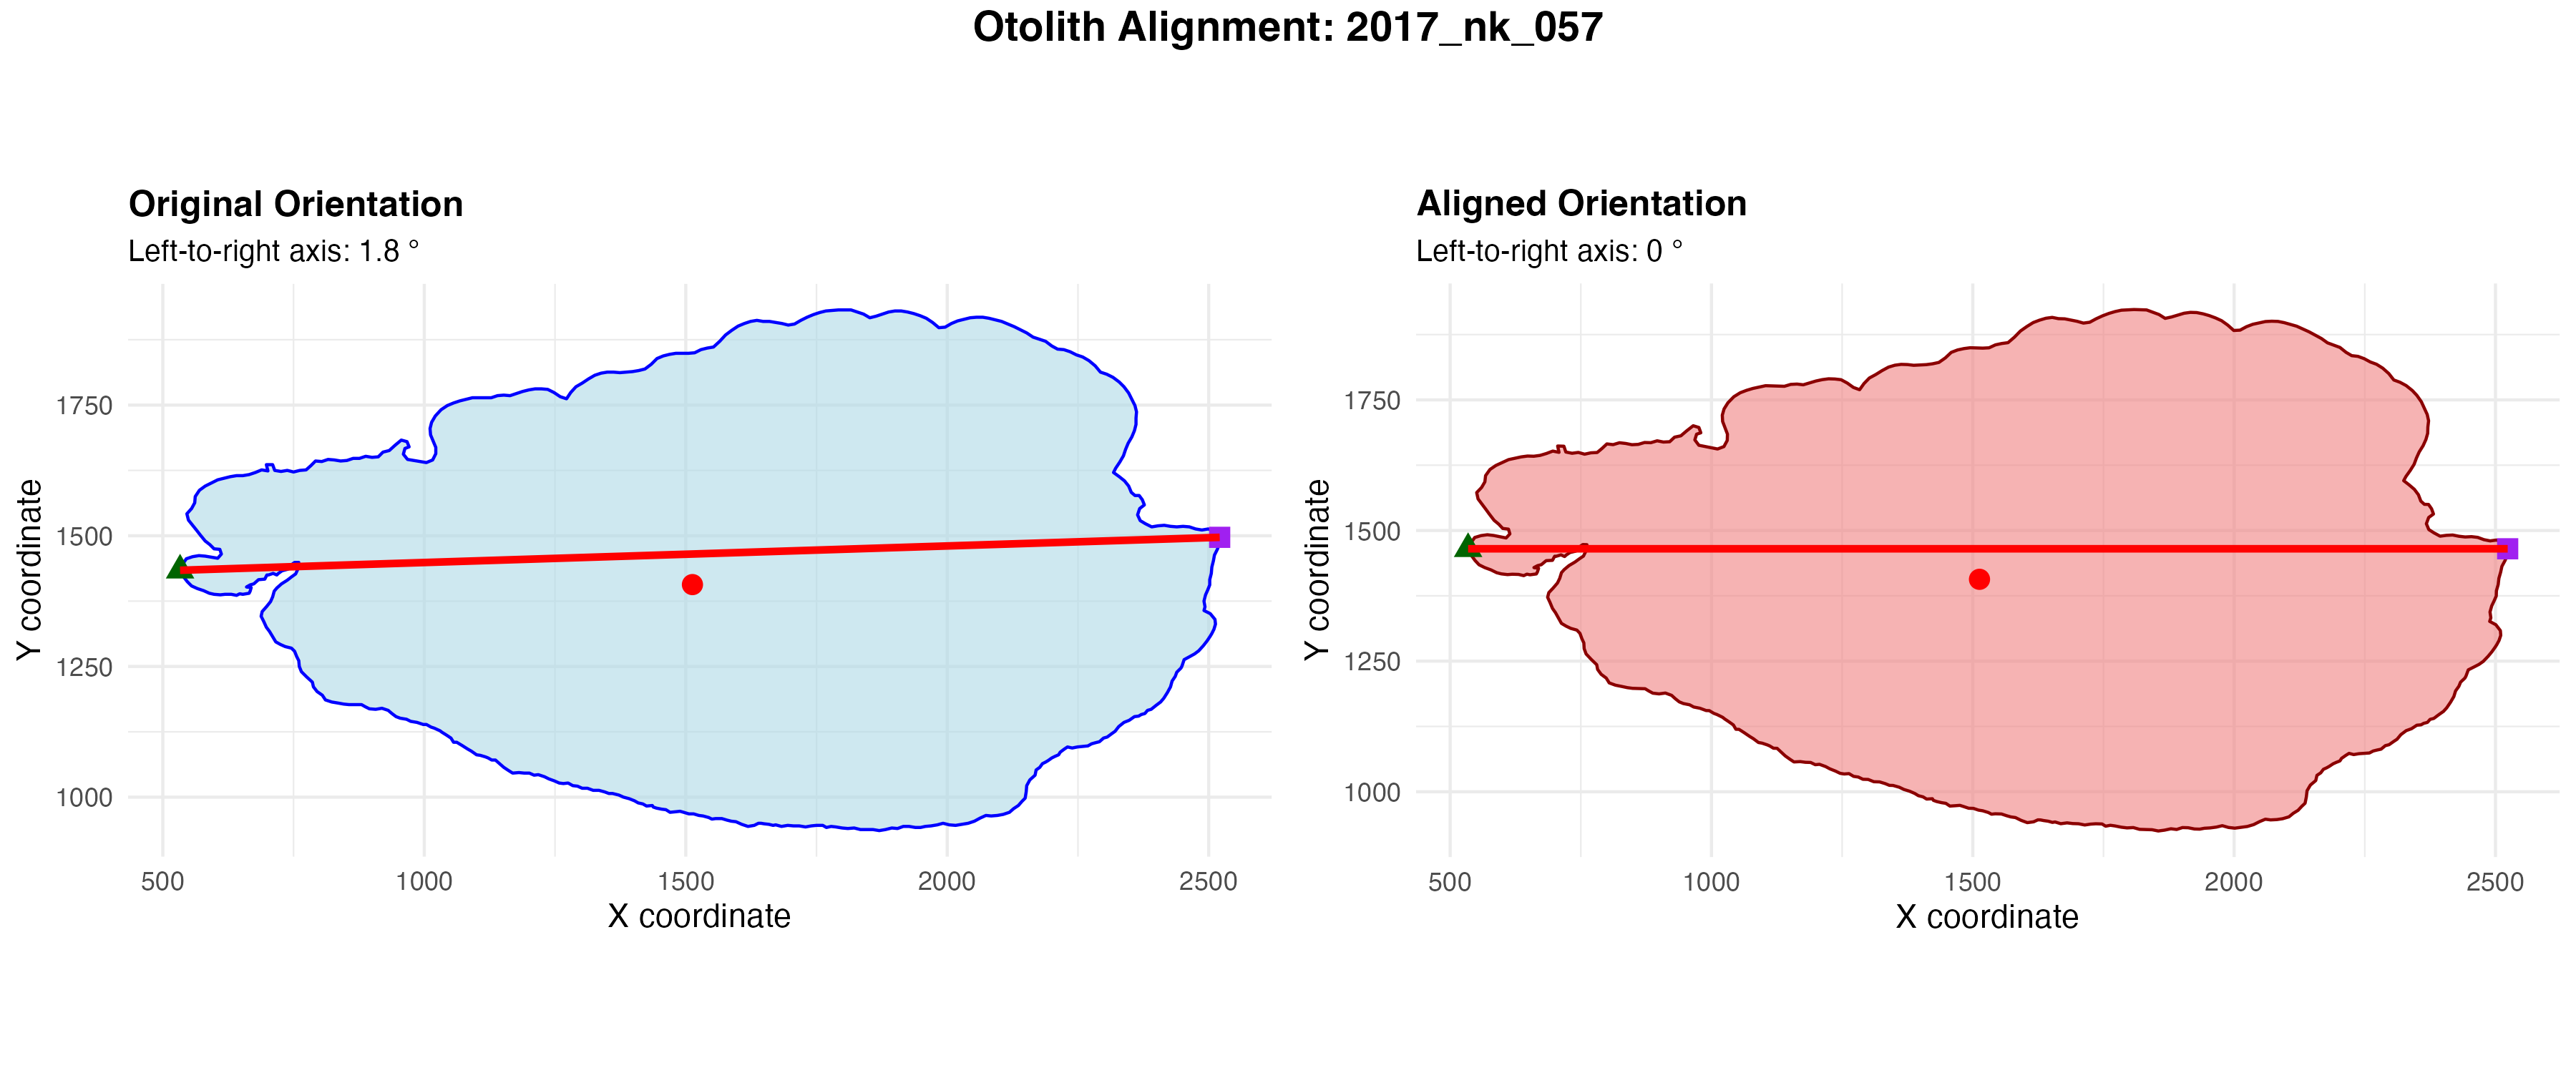 Otolith Alignment: 2017_nk_057
Original Orientation
Left-to-right axis: 1.8 °
Y coordinate
1750
1500
1250
1000
500 1000 1500 2000 2500
X coordinate
Aligned Orientation
Left-to-right axis: 0 °
Y coordinate
1750
1500
1250
1000
500 1000 1500 2000 2500
X coordinate